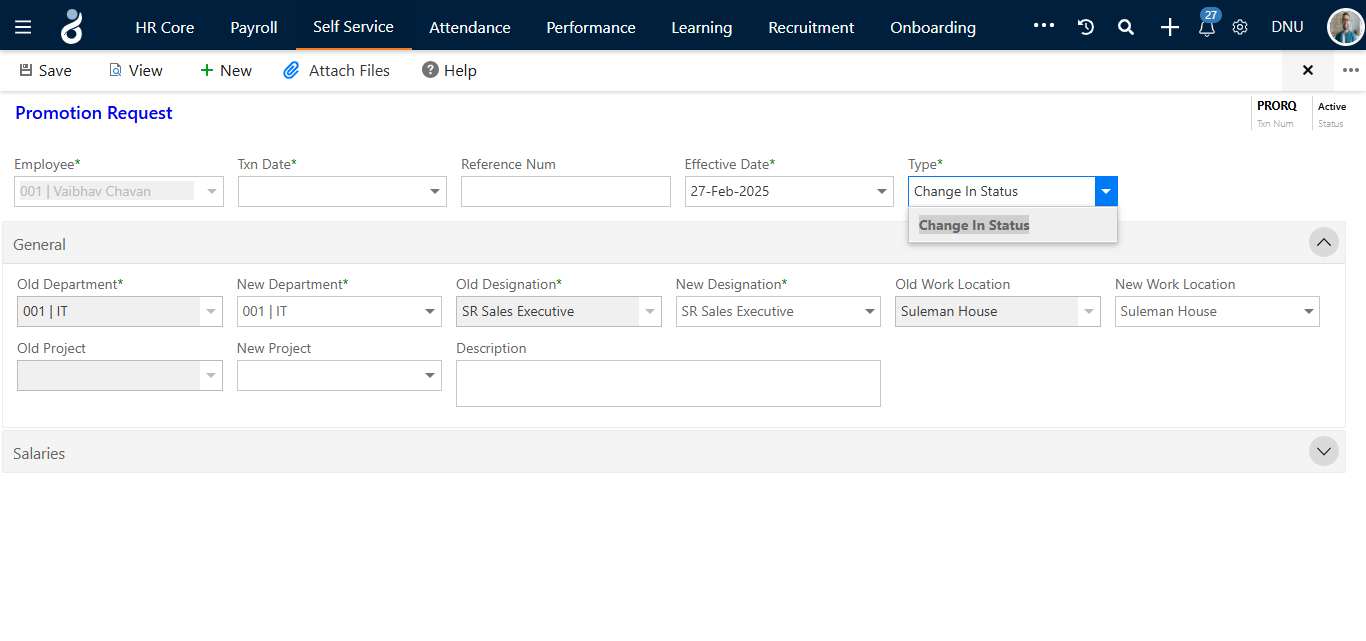 HR Core Payroll Self Service Attendance Performance Learning Recruitment Onboarding ••• 27 DNU
Save View + New Attach Files ? Help ✕ •••
Promotion Request
PRORQ Active
Txn Num Status
Employee* Txn Date* Reference Num Effective Date* Type*
001 | Vaibhav Chavan 27-Feb-2025 Change In Status
Change In Status
General
Old Department* New Department* Old Designation* New Designation* Old Work Location New Work Location
001 | IT 001 | IT SR Sales Executive SR Sales Executive Suleman House Suleman House
Old Project New Project Description
Salaries